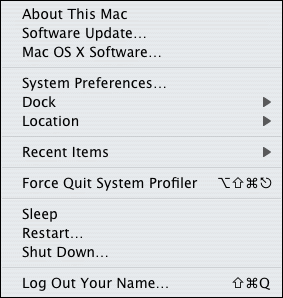 About This Mac
Software Update…
Mac OS X Software…
System Preferences…
Dock
Location
Recent Items
Force Quit System Profiler ⌥⇧⌘⎋
Sleep
Restart…
Shut Down…
Log Out Your Name… ⇧⌘Q